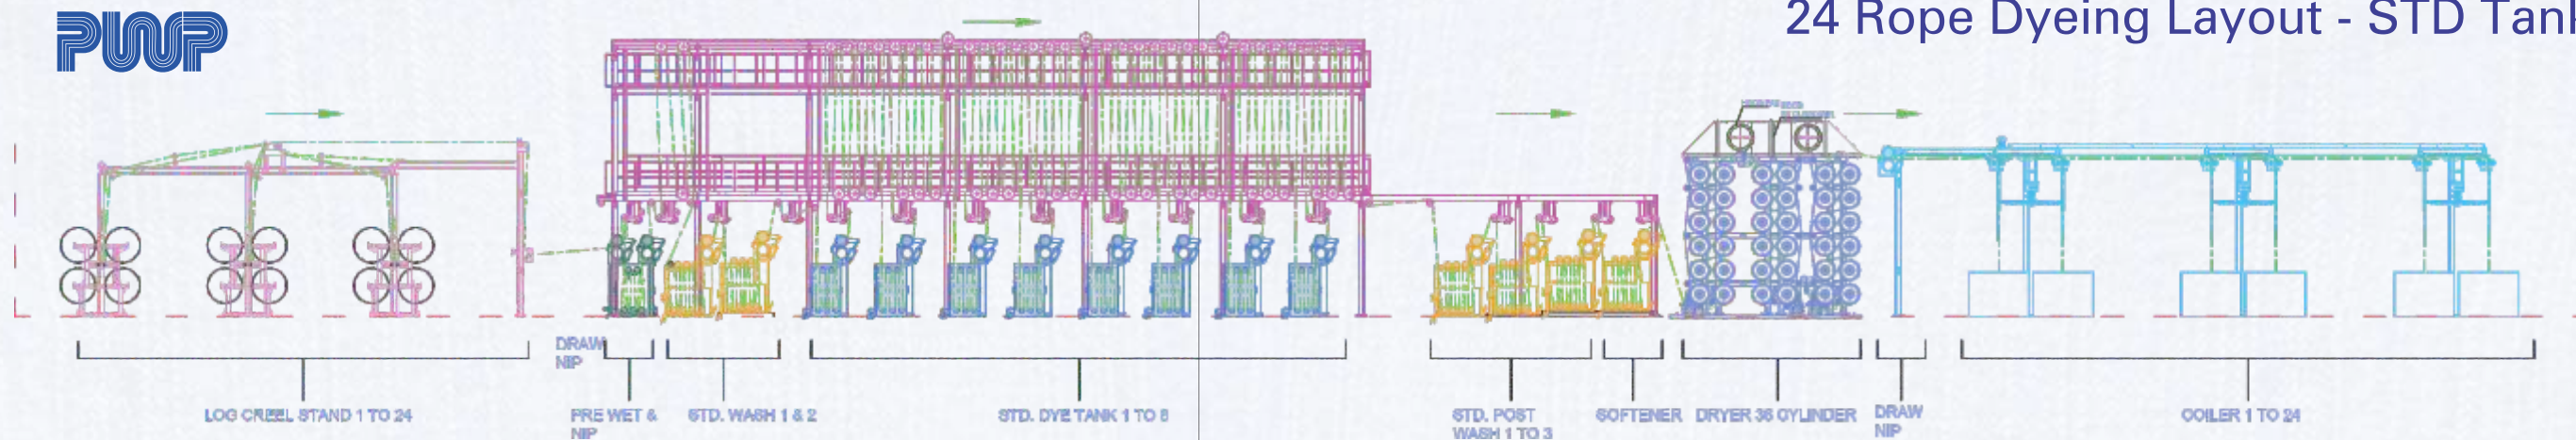 PWP
24 Rope Dyeing Layout - STD Tan
DRAW
NIP
LOG CREEL STAND 1 TO 24
PRE WET &
NIP
STD. WASH 1 & 2
STD. DYE TANK 1 TO 8
STD. POST
WASH 1 TO 3
SOFTENER
DRYER 36 CYLINDER
DRAW
NIP
COILER 1 TO 24